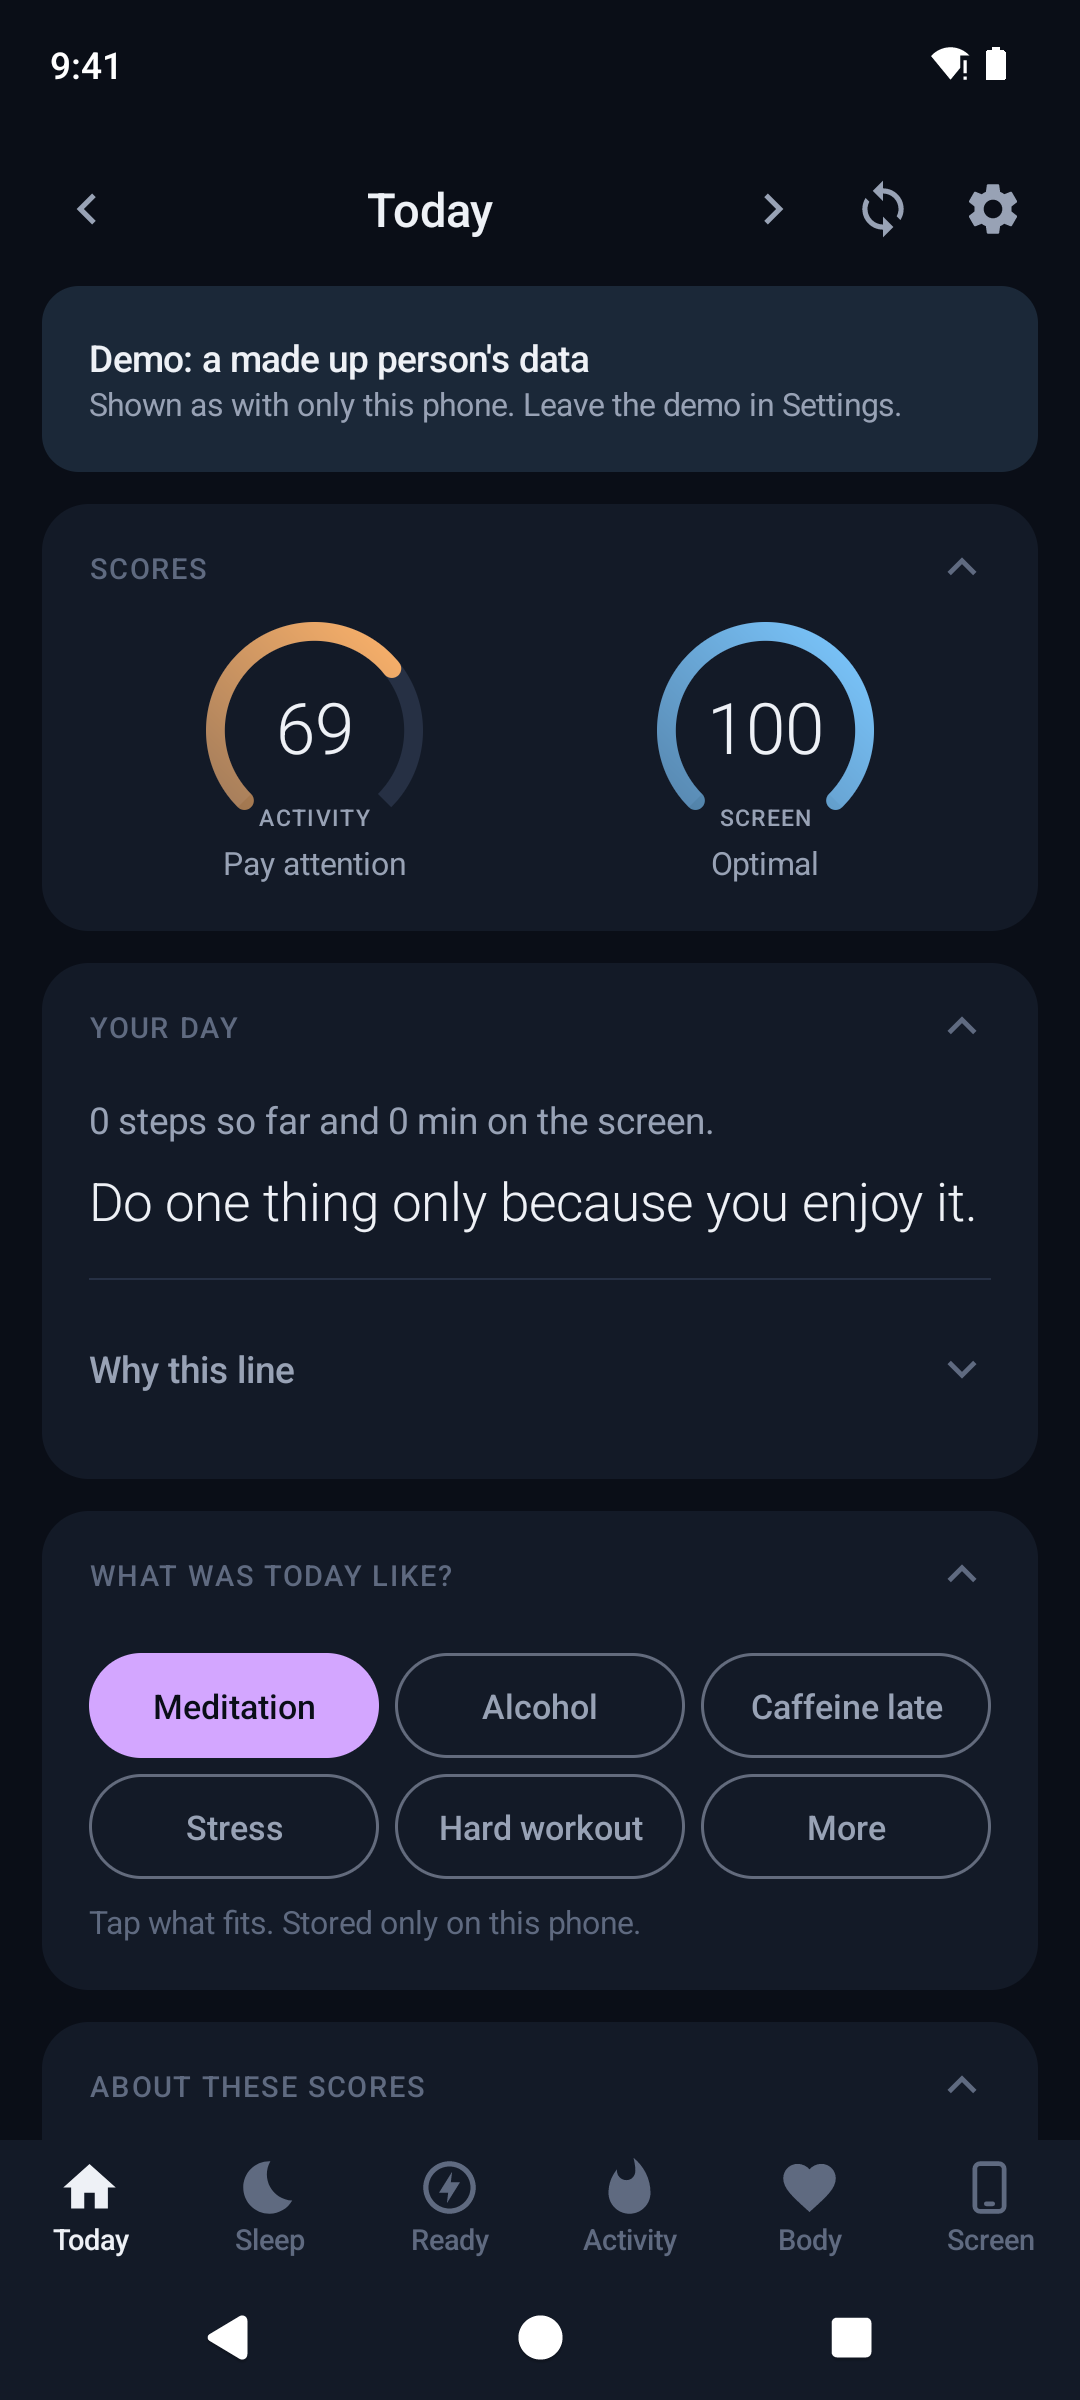 9:41
Today
Demo: a made up person's data
Shown as with only this phone. Leave the demo in Settings.
SCORES
69
ACTIVITY
Pay attention
100
SCREEN
Optimal
YOUR DAY
0 steps so far and 0 min on the screen.
Do one thing only because you enjoy it.
Why this line
WHAT WAS TODAY LIKE?
Meditation
Alcohol
Caffeine late
Stress
Hard workout
More
Tap what fits. Stored only on this phone.
ABOUT THESE SCORES
Today
Sleep
Ready
Activity
Body
Screen